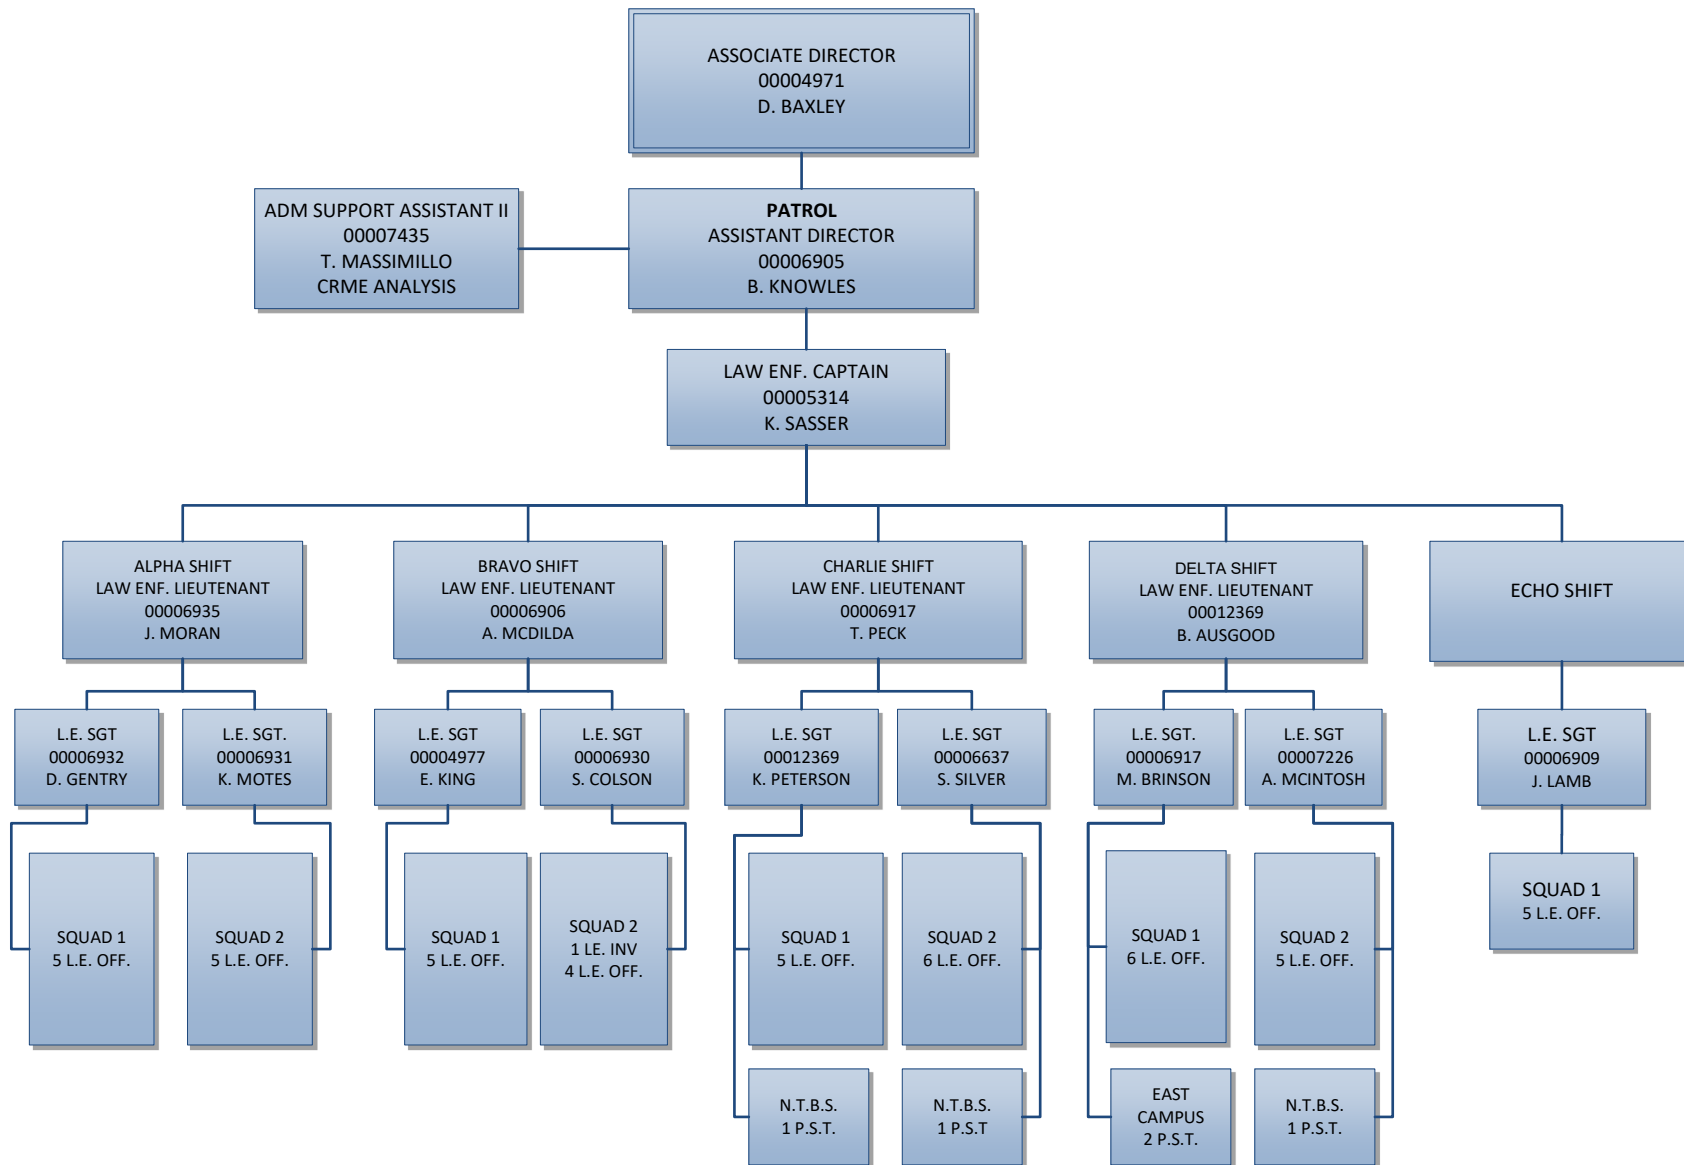 ASSOCIATE DIRECTOR
00004971
D. BAXLEY
ADM SUPPORT ASSISTANT II
00007435
T. MASSIMILLO
CRME ANALYSIS
PATROL
ASSISTANT DIRECTOR
00006905
B. KNOWLES
LAW ENF. CAPTAIN
00005314
K. SASSER
ALPHA SHIFT
LAW ENF. LIEUTENANT
00006935
J. MORAN
BRAVO SHIFT
LAW ENF. LIEUTENANT
00006906
A. MCDILDA
CHARLIE SHIFT
LAW ENF. LIEUTENANT
00006917
T. PECK
DELTA SHIFT
LAW ENF. LIEUTENANT
00012369
B. AUSGOOD
ECHO SHIFT
L.E. SGT
00006932
D. GENTRY
L.E. SGT.
00006931
K. MOTES
L.E. SGT
00004977
E. KING
L.E. SGT
00006930
S. COLSON
L.E. SGT
00012369
K. PETERSON
L.E. SGT
00006637
S. SILVER
L.E. SGT.
00006917
M. BRINSON
L.E. SGT
00007226
A. MCINTOSH
L.E. SGT
00006909
J. LAMB
SQUAD 1
5 L.E. OFF.
SQUAD 2
5 L.E. OFF.
SQUAD 1
5 L.E. OFF.
SQUAD 2
1 LE. INV
4 L.E. OFF.
SQUAD 1
5 L.E. OFF.
SQUAD 2
6 L.E. OFF.
SQUAD 1
6 L.E. OFF.
SQUAD 2
5 L.E. OFF.
SQUAD 1
5 L.E. OFF.
N.T.B.S.
1 P.S.T.
N.T.B.S.
1 P.S.T
EAST
CAMPUS
2 P.S.T.
N.T.B.S.
1 P.S.T.